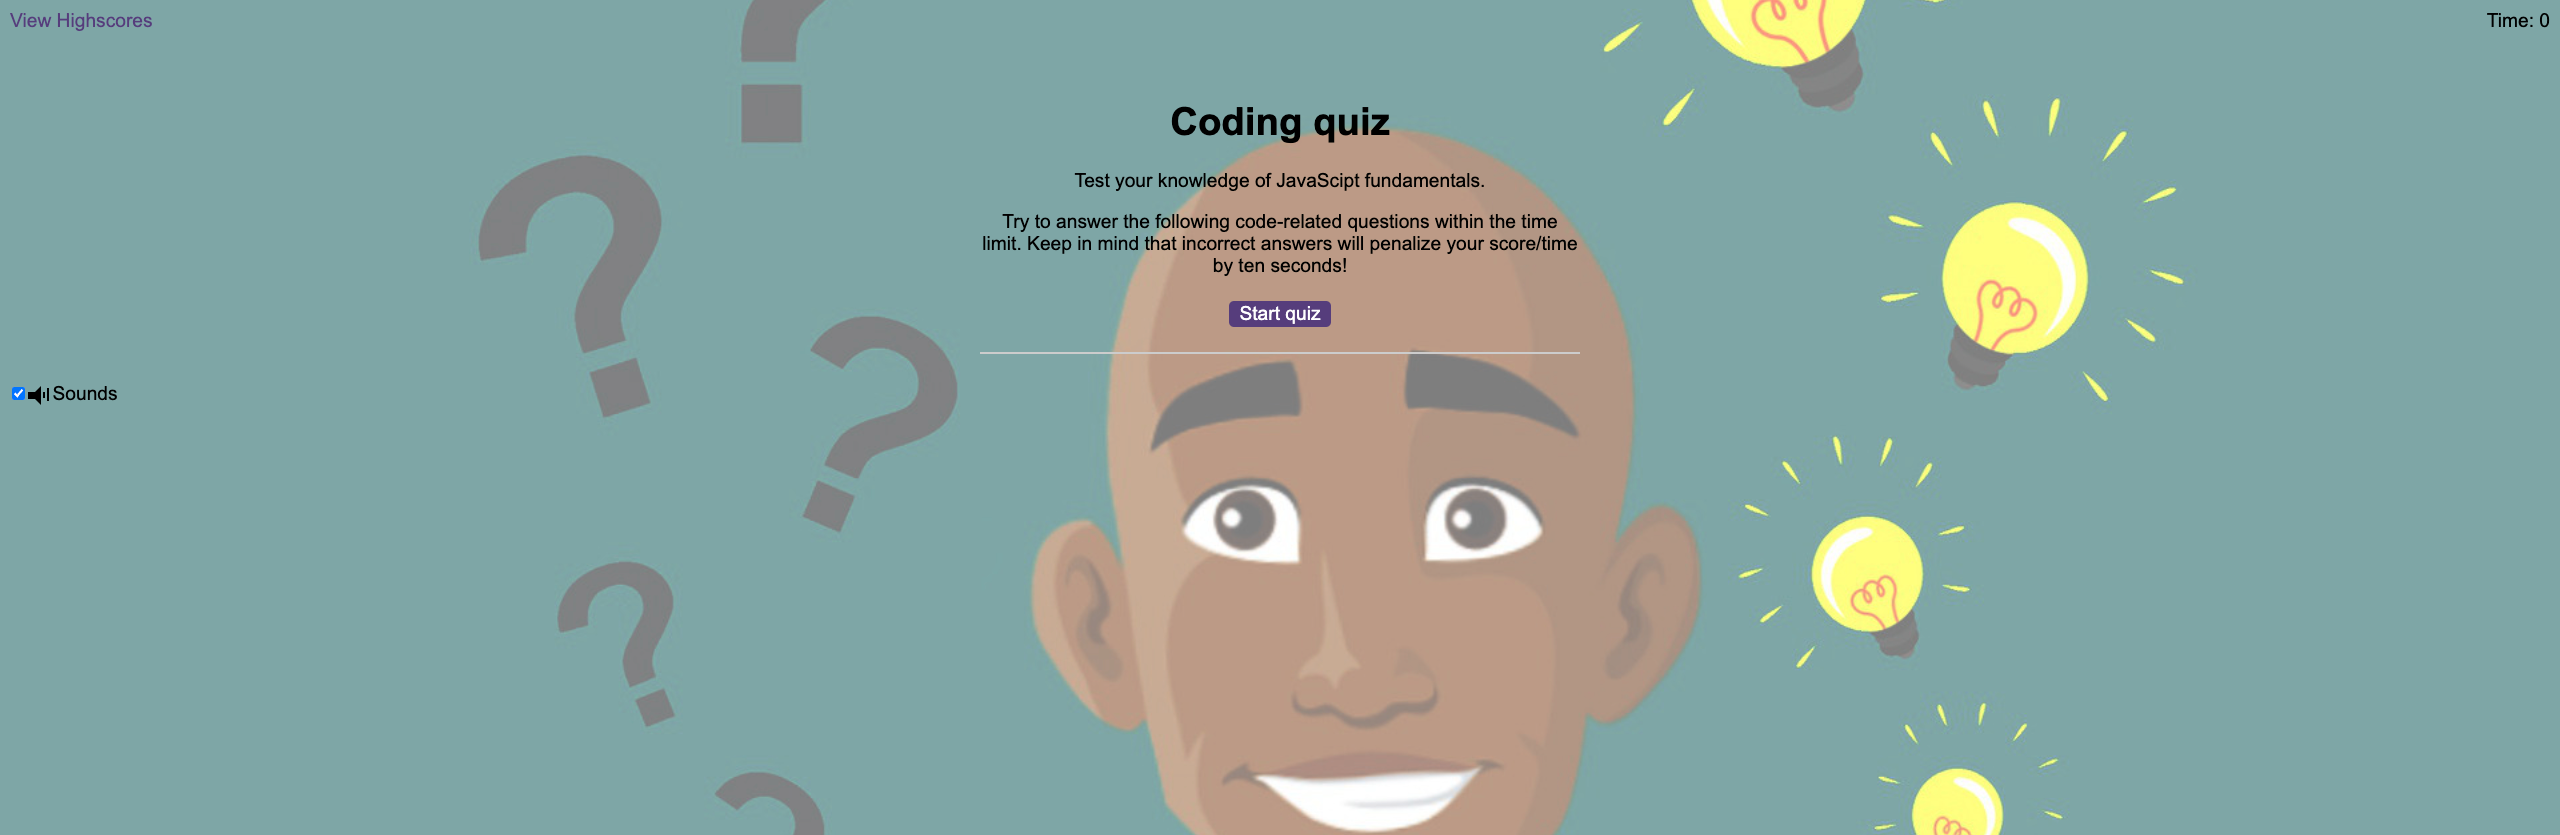 View Highscores
Time: 0
Coding quiz
Test your knowledge of JavaScipt fundamentals.
Try to answer the following code-related questions within the time
limit. Keep in mind that incorrect answers will penalize your score/time
by ten seconds!
Start quiz
Sounds